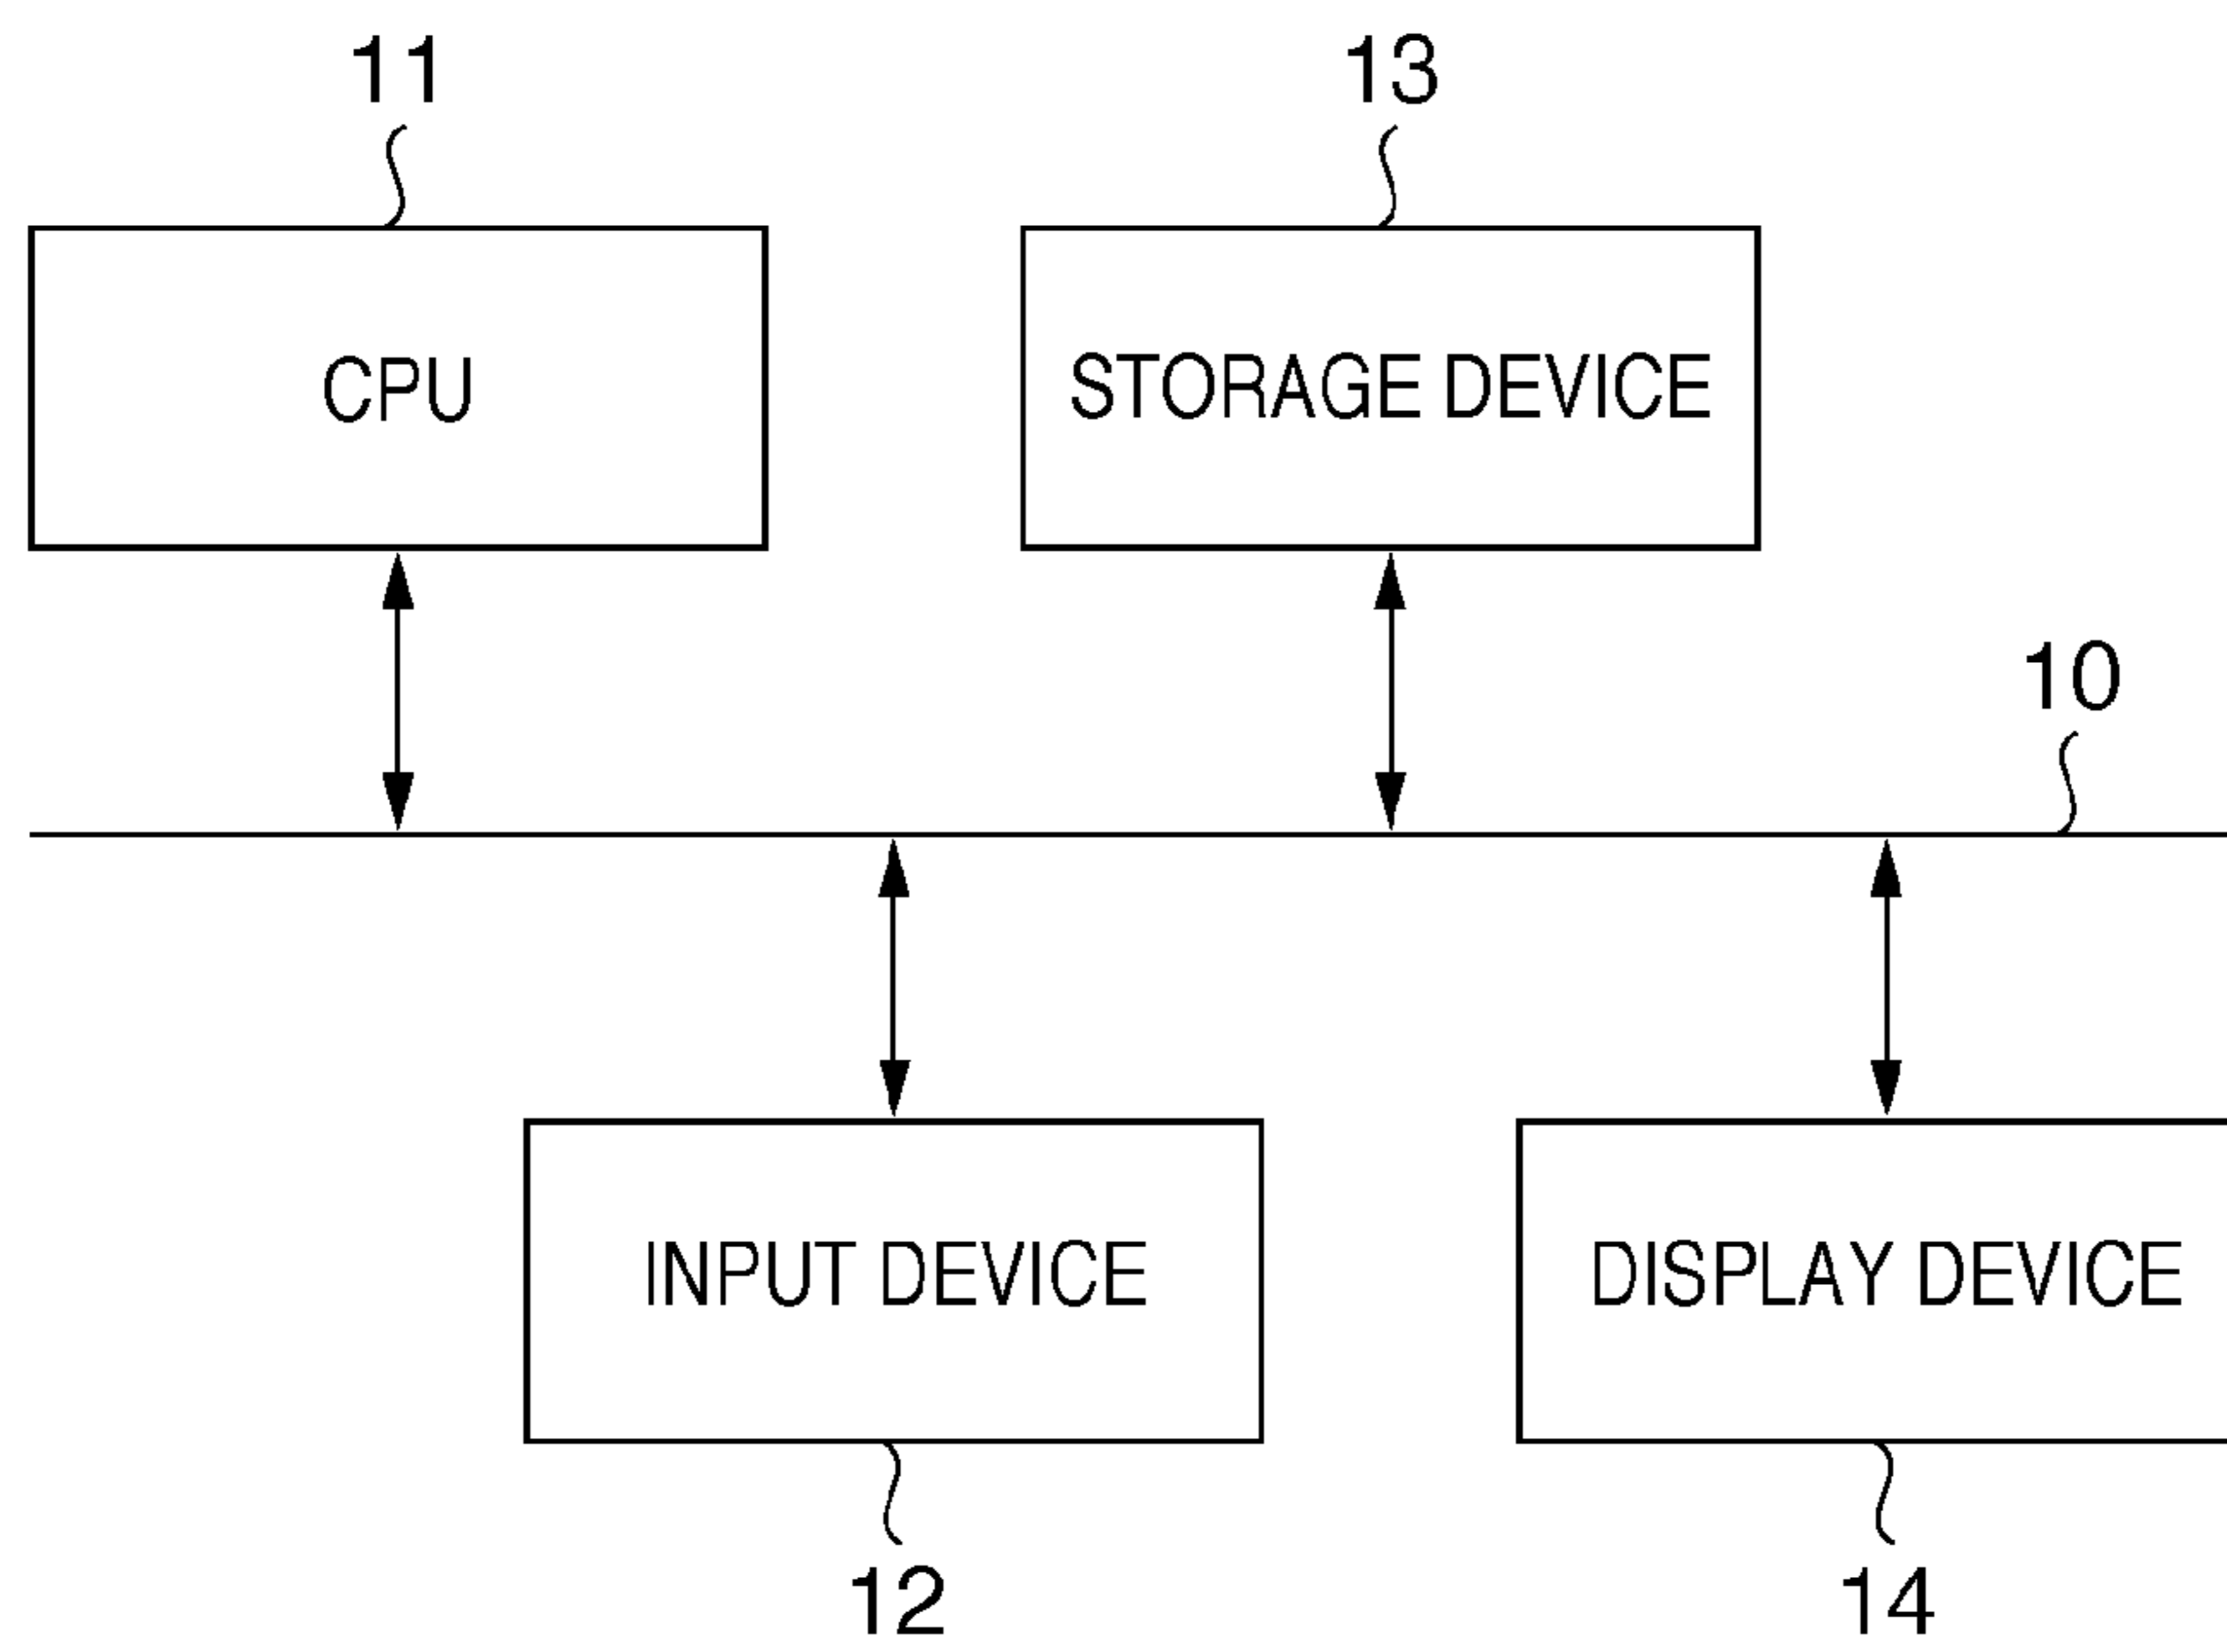 11
13
CPU
STORAGE DEVICE
10
INPUT DEVICE
DISPLAY DEVICE
12
14